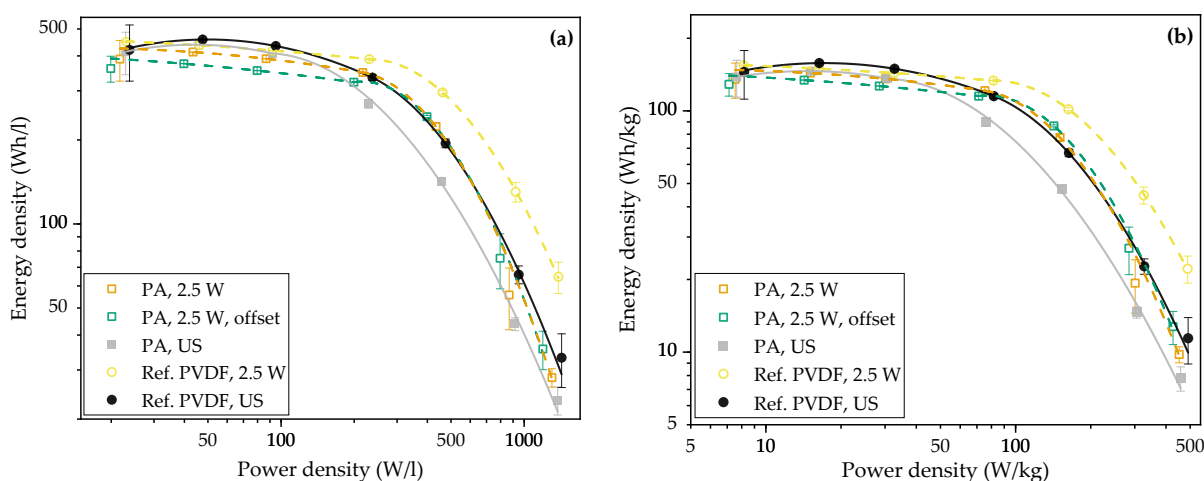 (a)
Energy density (Wh/l)
500
100
50
PA, 2.5 W
PA, 2.5 W, offset
PA, US
Ref. PVDF, 2.5 W
Ref. PVDF, US
50 100 500 1000
Power density (W/l)
(b)
Energy density (Wh/kg)
100
50
10
5
PA, 2.5 W
PA, 2.5 W, offset
PA, US
Ref. PVDF, 2.5 W
Ref. PVDF, US
5 10 50 100 500
Power density (W/kg)